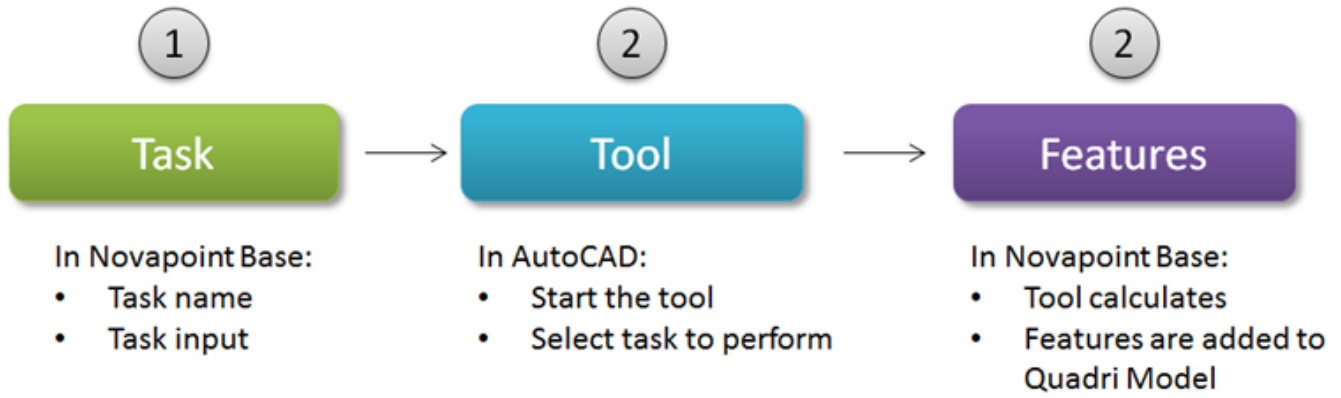 1
2
2
Task
Tool
Features
In Novapoint Base:
• Task name
• Task input
In AutoCAD:
• Start the tool
• Select task to perform
In Novapoint Base:
• Tool calculates
• Features are added to
Quadri Model